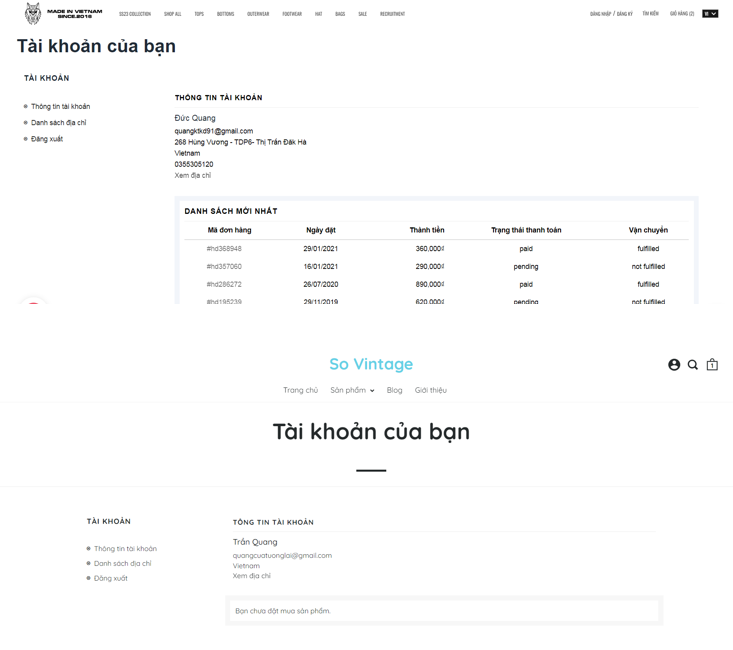 MADE IN VIETNAM
SINCE.2015
SS23 COLLECTION SHOP ALL TOPS BOTTOMS OUTERWEAR FOOTWEAR HAT BAGS SALE RECRUITMENT
ĐĂNG NHẬP / ĐĂNG KÝ TÌM KIẾM GIỎ HÀNG (2)
Tài khoản của bạn
TÀI KHOẢN
Thông tin tài khoản
Danh sách địa chỉ
Đăng xuất
THÔNG TIN TÀI KHOẢN
Đức Quang
quangktkd91@gmail.com
268 Hùng Vương - TDP6- Thị Trấn Đăk Hà
Vietnam
0355305120
Xem địa chỉ
DANH SÁCH MỚI NHẤT
Mã đơn hàng Ngày đặt Thành tiền Trạng thái thanh toán Vận chuyển
#hd368948 29/01/2021 360,000₫ paid fulfilled
#hd357060 16/01/2021 290,000₫ pending not fulfilled
#hd286272 26/07/2020 890,000₫ paid fulfilled
#hd195239 29/11/2019 620,000₫ pending not fulfilled
So Vintage
1
Trang chủ Sản phẩm Blog Giới thiệu
Tài khoản của bạn
TÀI KHOẢN
Thông tin tài khoản
Danh sách địa chỉ
Đăng xuất
TÔNG TIN TÀI KHOẢN
Trần Quang
quangcuatuonglai@gmail.com
Vietnam
Xem địa chỉ
Bạn chưa đặt mua sản phẩm.